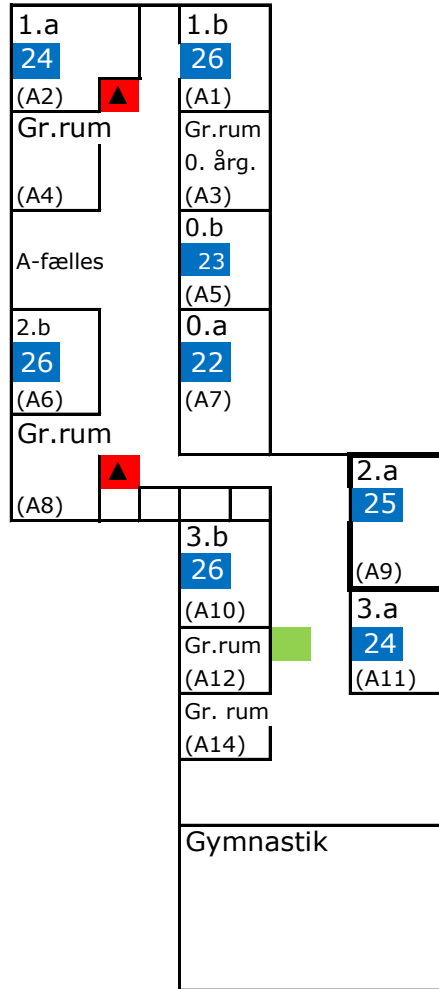 1.a
24
(A2)
1.b
26
(A1)
Gr.rum
(A4)
Gr.rum
0. årg.
(A3)
A-fælles
0.b
23
(A5)
2.b
26
(A6)
0.a
22
(A7)
Gr.rum
(A8)
2.a
25
(A9)
3.b
26
(A10)
3.a
24
(A11)
Gr.rum
(A12)
Gr. rum
(A14)
Gymnastik